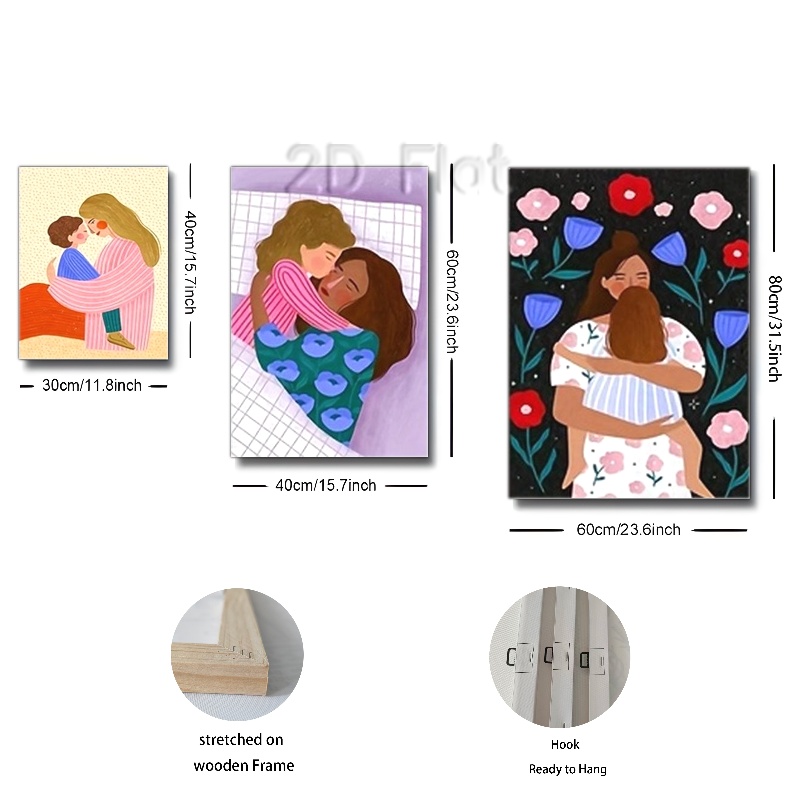 2D Flat
40cm/15.7inch
60cm/23.6inch
80cm/31.5inch
30cm/11.8inch
40cm/15.7inch
60cm/23.6inch
stretched on
wooden Frame
Hook
Ready to Hang